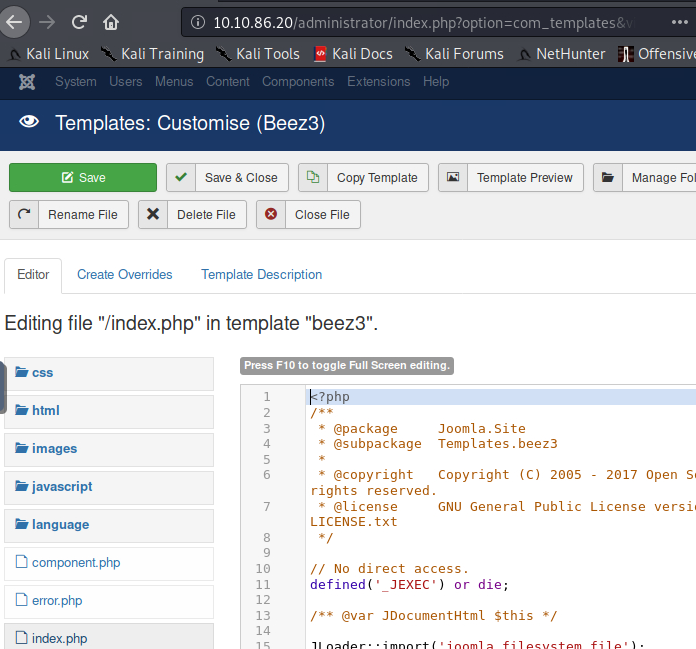 10.10.86.20/administrator/index.php?option=com_templates&v
Kali Linux Kali Training Kali Tools Kali Docs Kali Forums NetHunter Offensive
System Users Menus Content Components Extensions Help
Templates: Customise (Beez3)
Save Save & Close Copy Template Template Preview Manage Fol
Rename File Delete File Close File
Editor Create Overrides Template Description
Editing file "/index.php" in template "beez3".
css
html
images
javascript
language
component.php
error.php
index.php
Press F10 to toggle Full Screen editing.
1 <?php
2 /**
3 * @package Joomla.Site
4 * @subpackage Templates.beez3
5 *
6 * @copyright Copyright (C) 2005 - 2017 Open So
rights reserved.
7 * @license GNU General Public License versio
LICENSE.txt
8 */
9
10 // No direct access.
11 defined('_JEXEC') or die;
12
13 /** @var JDocumentHtml $this */
14
15 JLoader::import('joomla.filesystem.file');